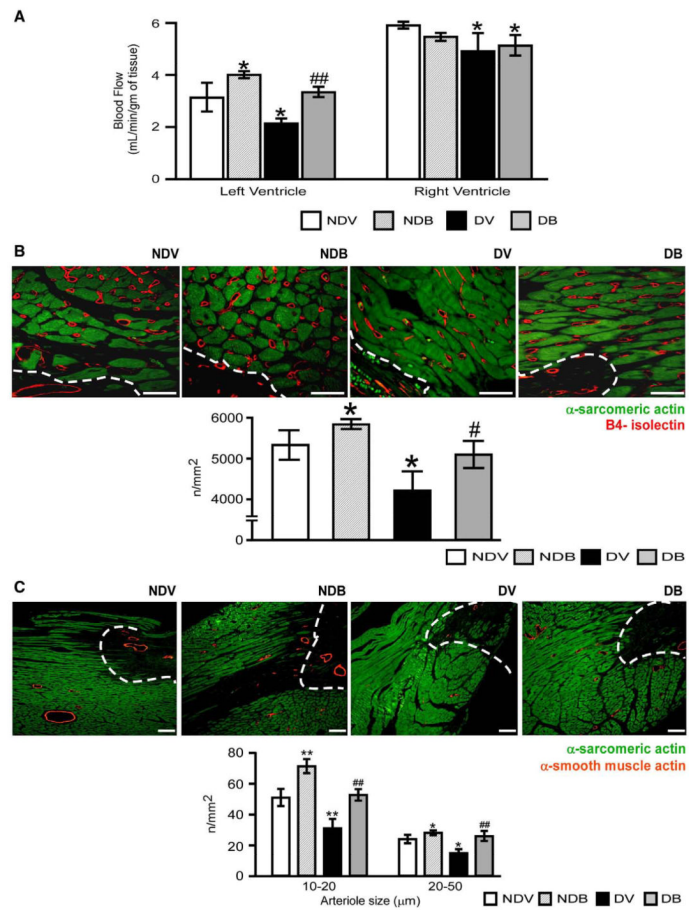 A
Blood Flow
(mL/min/gm of tissue)
6
4
2
0
*
*
##
*
*
Left Ventricle
Right Ventricle
NDV
NDB
DV
DB
B
NDV
NDB
DV
DB
α-sarcomeric actin
B4- isolectin
n/mm2
6000
5000
4000
0
*
*
#
NDV
NDB
DV
DB
C
NDV
NDB
DV
DB
α-sarcomeric actin
α-smooth muscle actin
n/mm2
80
60
40
20
0
**
**
##
*
*
##
10-20
20-50
Arteriole size (μm)
NDV
NDB
DV
DB